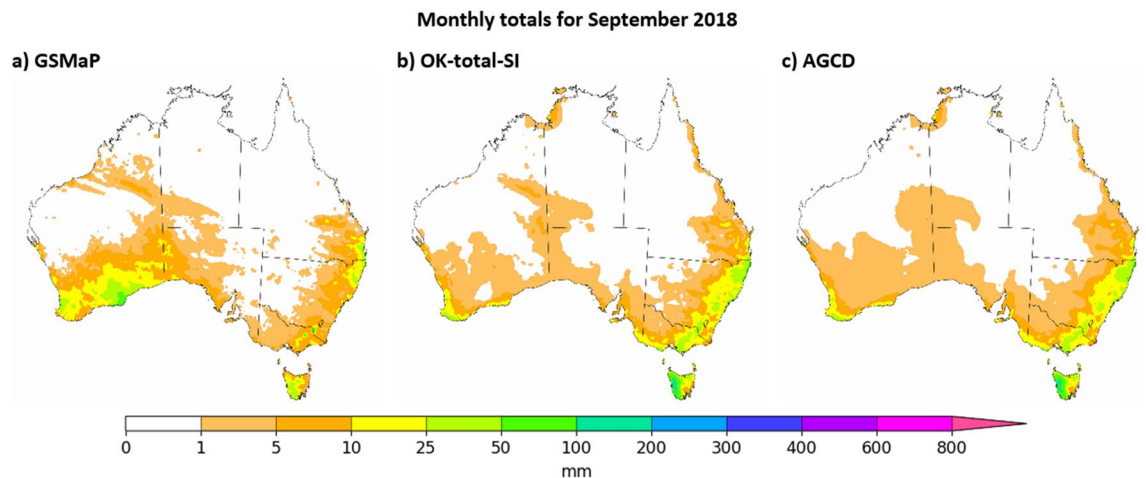 Monthly totals for September 2018
a) GSMaP
b) OK-total-SI
c) AGCD
0 1 5 10 25 50 100 200 300 400 600 800
mm